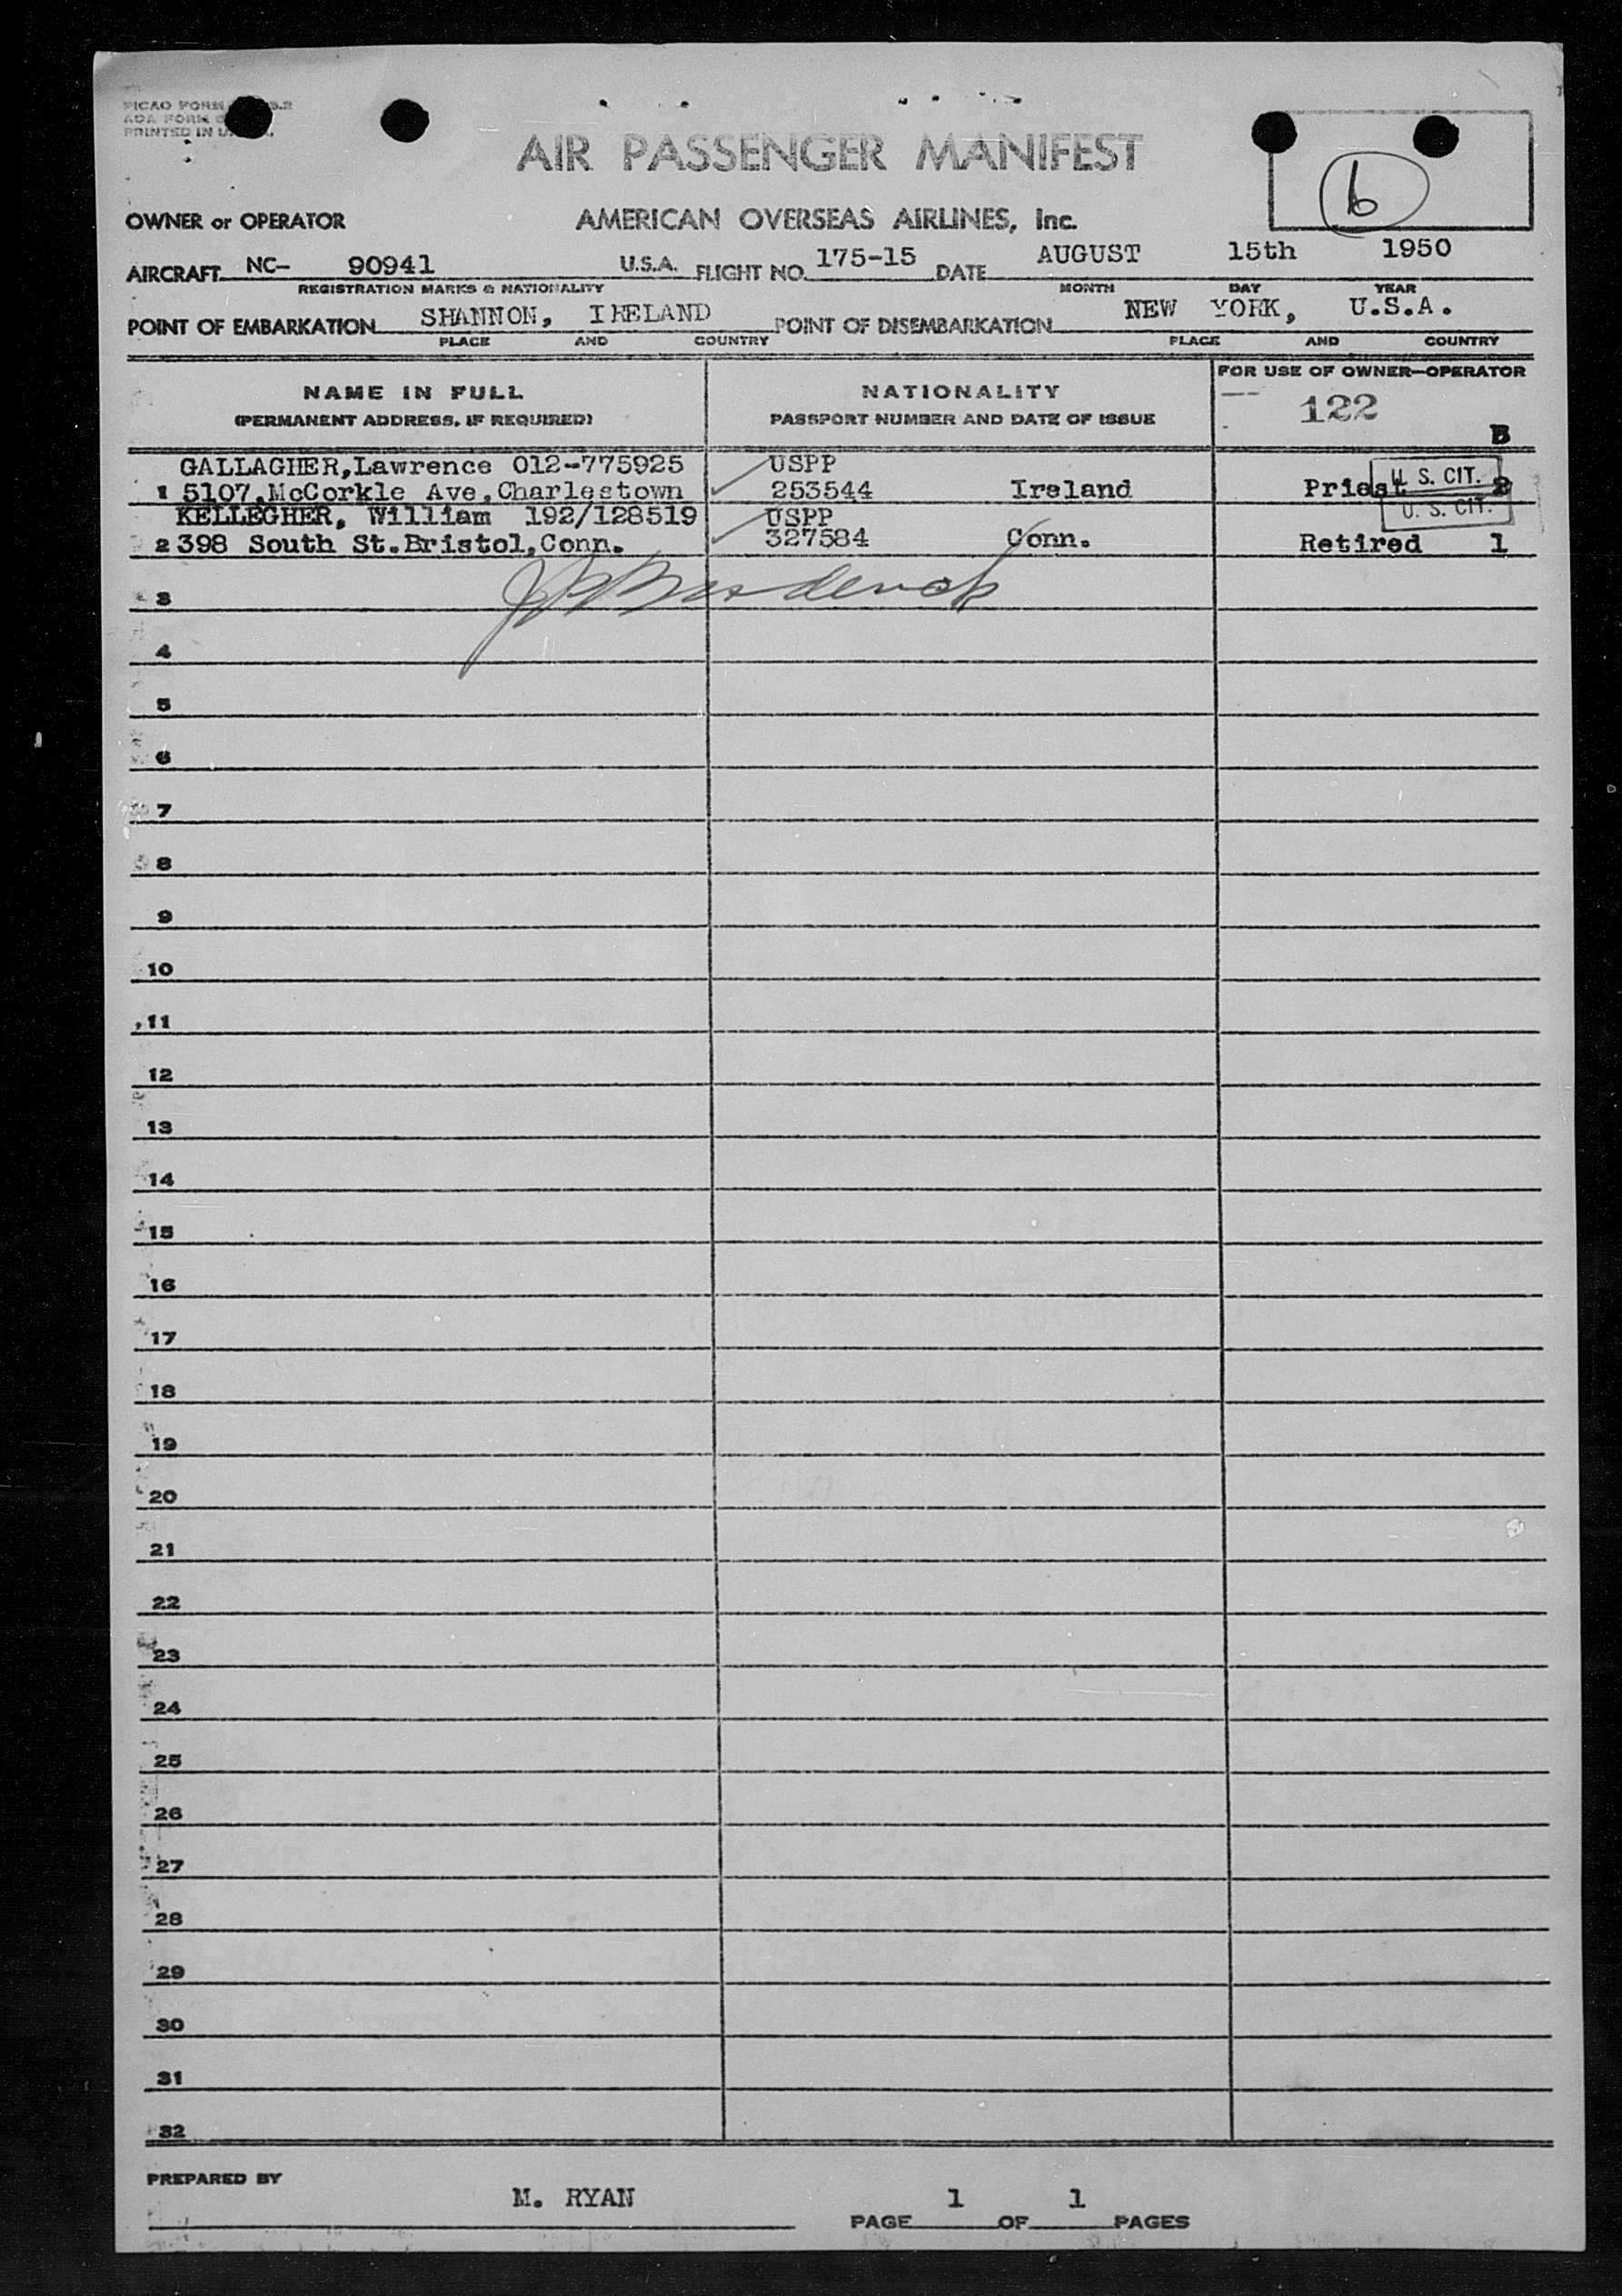 AIR PASSENGER MANIFEST
6
OWNER or OPERATOR AMERICAN OVERSEAS AIRLINES, Inc.
AIRCRAFT NC- 90941 U.S.A. FLIGHT NO. 175-15 DATE AUGUST 15th 1950
REGISTRATION MARKS & NATIONALITY MONTH DAY YEAR
POINT OF EMBARKATION SHANNON, IRELAND POINT OF DISEMBARKATION NEW YORK, U.S.A.
PLACE AND COUNTRY PLACE AND COUNTRY
NAME IN FULL NATIONALITY FOR USE OF OWNER—OPERATOR
(PERMANENT ADDRESS, IF REQUIRED) PASSPORT NUMBER AND DATE OF ISSUE 122
B
GALLAGHER,Lawrence 012-775925 USPP U. S. CIT.
1 5107,McCorkle Ave,Charlestown 253544 Ireland Priest 2
KELLEGHER, William 192/128519 USPP U. S. CIT.
2 398 South St.Bristol,Conn. 327584 Conn. Retired 1
3
4
5
6
7
8
9
10
11
12
13
14
15
16
17
18
19
20
21
22
23
24
25
26
27
28
29
30
31
32
PREPARED BY
M. RYAN PAGE 1 OF 1 PAGES